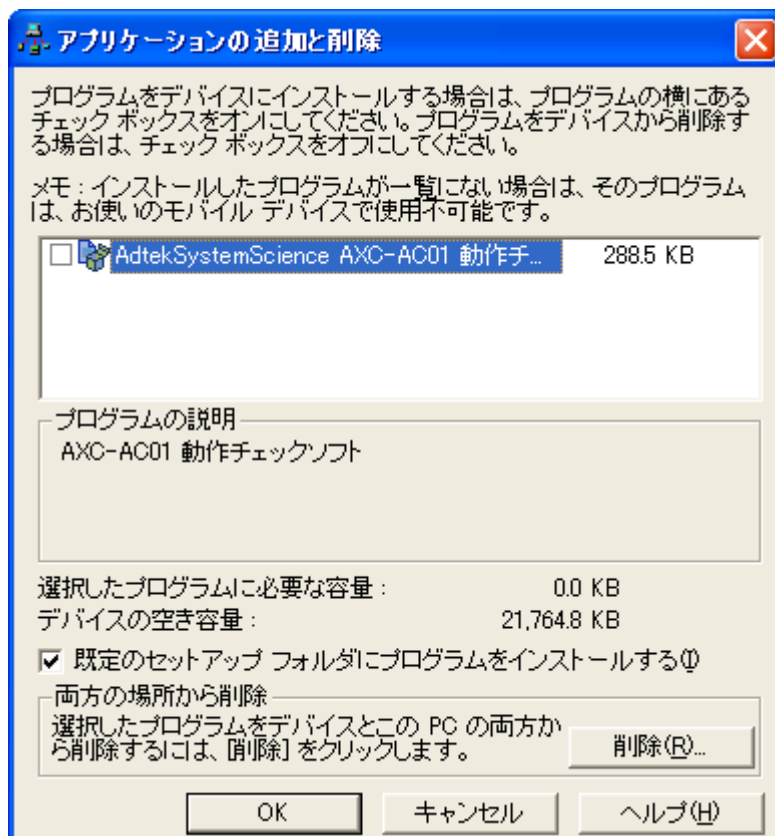 アプリケーションの追加と削除
プログラムをデバイスにインストールする場合は、プログラムの横にある
チェック ボックスをオンにしてください。プログラムをデバイスから削除す
る場合は、チェック ボックスをオフにしてください。
メモ : インストールしたプログラムが一覧にない場合は、そのプログラム
は、お使いのモバイル デバイスで使用不可能です。
AdtekSystemScience AXC-AC01 動作チ... 288.5 KB
プログラムの説明
AXC-AC01 動作チェックソフト
選択したプログラムに必要な容量 : 0.0 KB
デバイスの空き容量 : 21,764.8 KB
既定のセットアップ フォルダにプログラムをインストールする(I)
両方の場所から削除
選択したプログラムをデバイスとこの PC の両方か
ら削除するには、[削除] をクリックします。
削除(R)...
OK キャンセル ヘルプ(H)